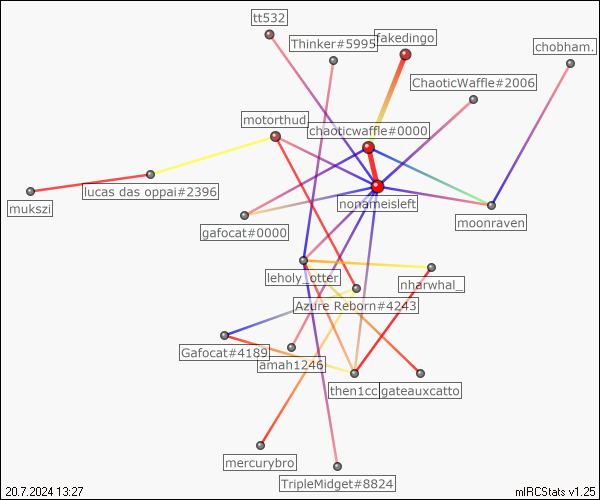 tt532
Thinker#5995
fakedingo
chobham.
ChaoticWaffle#2006
motorthud
chaoticwaffle#0000
lucas das oppai#2396
mukszi
nonameisleft
moonraven
gafocat#0000
leholy_otter
nharwhal_
Azure Reborn#4243
Gafocat#4189
amah1246
then1cc
gateauxcatto
mercurybro
TripleMidget#8824
20.7.2024 13:27
mIRCStats v1.25